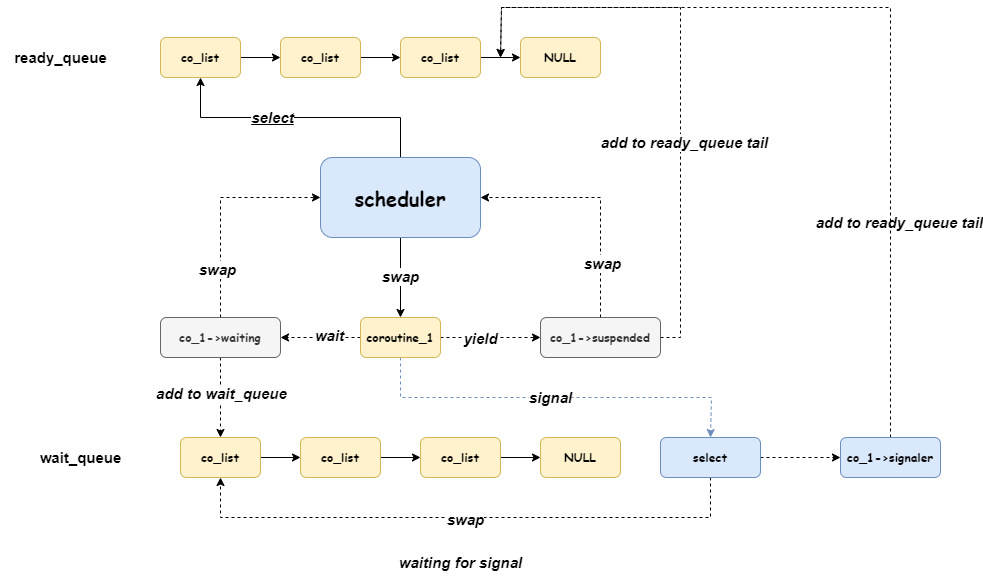 ready_queue
co_list
co_list
co_list
NULL
select
add to ready_queue tail
scheduler
add to ready_queue tail
swap
swap
swap
co_1->waiting
wait
coroutine_1
yield
co_1->suspended
add to wait_queue
signal
wait_queue
co_list
co_list
co_list
NULL
select
co_1->signaler
swap
waiting for signal